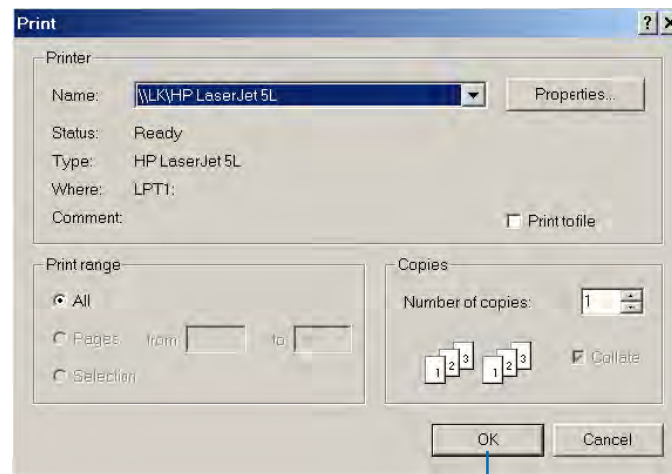 Print
Printer
Name: \\LK\HP LaserJet 5L Properties...
Status: Ready
Type: HP LaserJet 5L
Where: LPT1:
Comment:
Print to file
Print range
All
Pages from to
Selection
Copies
Number of copies: 1
1 2 3 1 2 3
Collate
OK Cancel